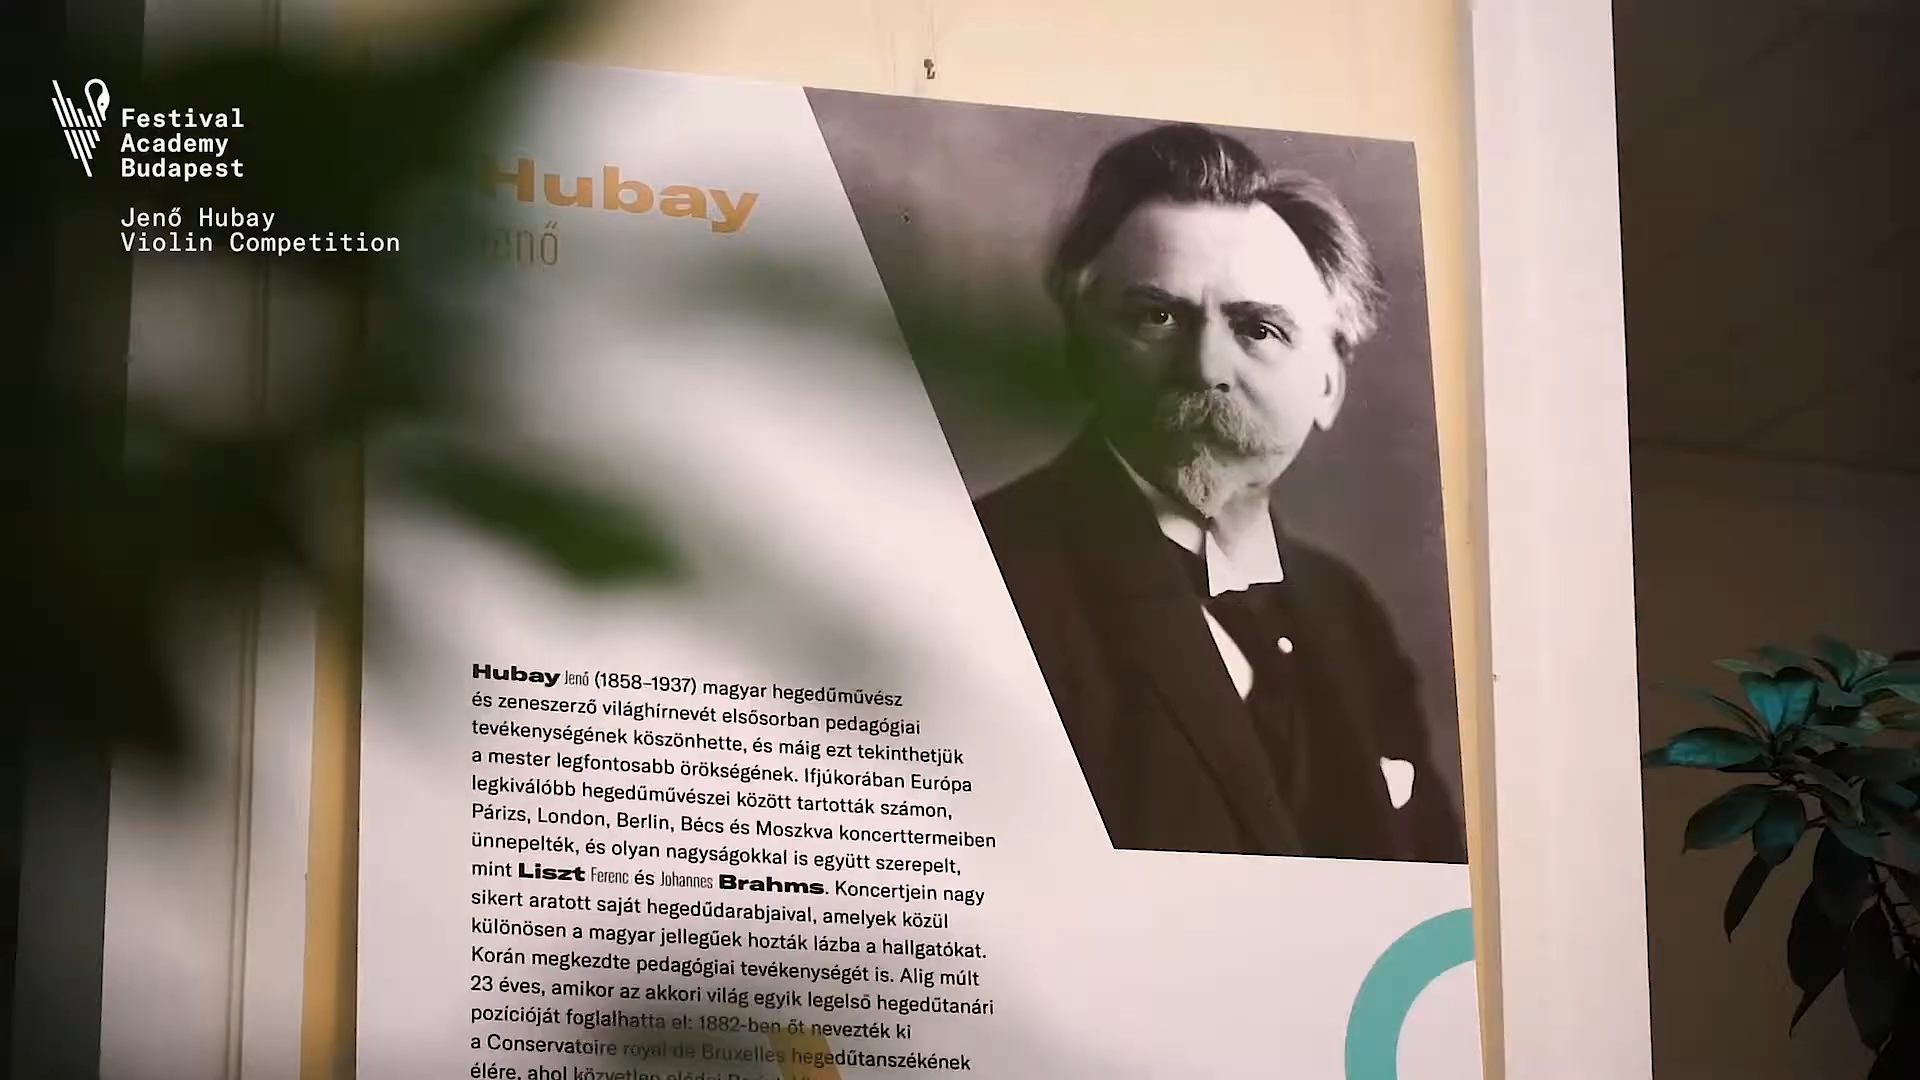 Festival
Academy
Budapest
Jenő Hubay
Violin Competition
Hubay
Jenő
Hubay Jenő (1858–1937) magyar hegedűművész
és zeneszerző világhírnevét elsősorban pedagógiai
tevékenységének köszönhette, és máig ezt tekinthetjük
a mester legfontosabb örökségének. Ifjúkorában Európa
legkiválóbb hegedűművészei között tartották számon,
Párizs, London, Berlin, Bécs és Moszkva koncerttermeiben
ünnepelték, és olyan nagyságokkal is együtt szerepelt,
mint Liszt Ferenc és Johannes Brahms. Koncertjein nagy
sikert aratott saját hegedűdarabjaival, amelyek közül
különösen a magyar jellegűek hozták lázba a hallgatókat.
Korán megkezdte pedagógiai tevékenységét is. Alig múlt
23 éves, amikor az akkori világ egyik legelső hegedűtanári
pozícióját foglalhatta el: 1882-ben őt nevezték ki
a Conservatoire royal de Bruxelles hegedűtanszékének
élére, ahol közvetlen elődei